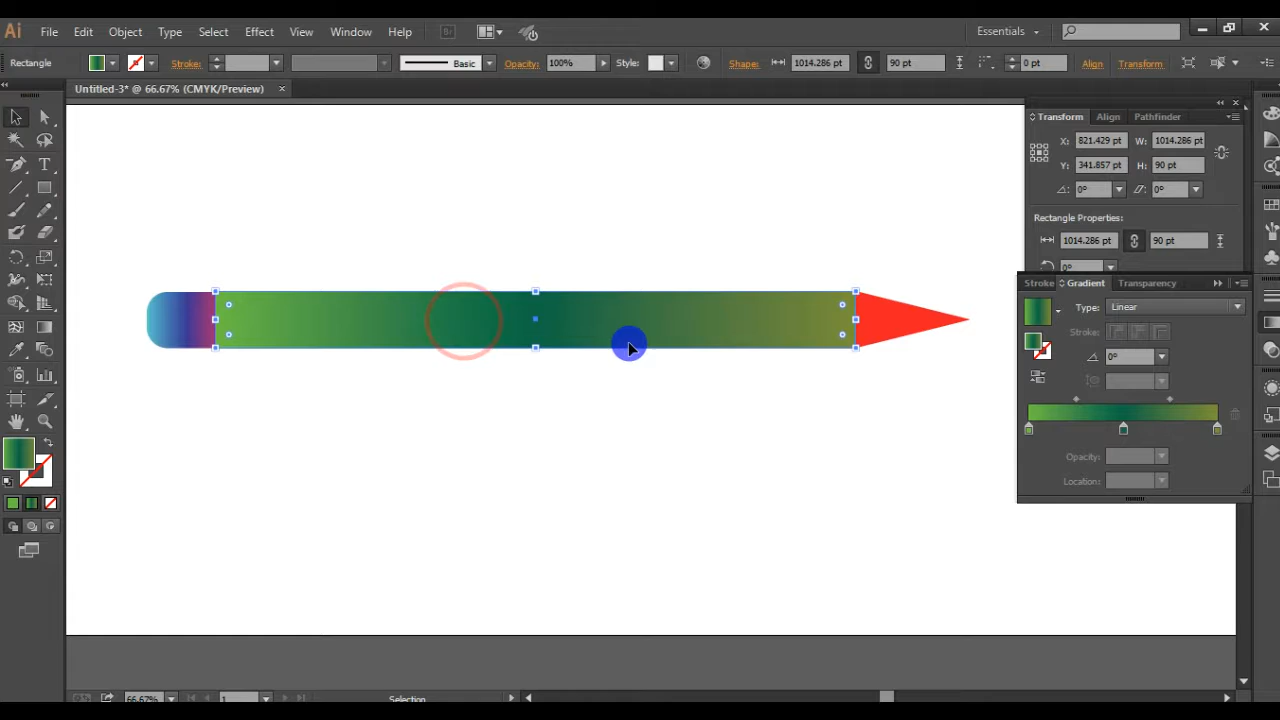 Ai File Edit Object Type Select Effect View Window Help Br Essentials
Rectangle Stroke: Basic Opacity: 100% Style: Shape: 1014.286 pt 90 pt 0 pt Align Transform
Untitled-3* @ 66.67% (CMYK/Preview)
Transform Align Pathfinder
X: 821.429 pt W: 1014.286 pt
Y: 341.857 pt H: 90 pt
0° 0°
Rectangle Properties:
1014.286 pt 90 pt
0°
Stroke Gradient Transparency
Type: Linear
Stroke:
0°
Opacity:
Location:
66.67% 1 Selection